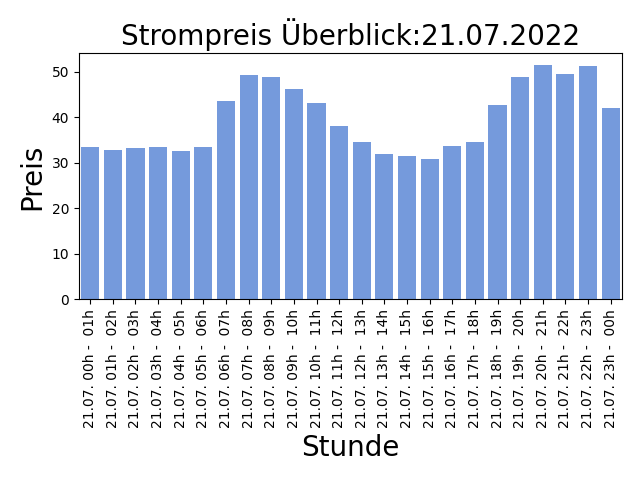 Strompreis Überblick:21.07.2022
Preis
50
40
30
20
10
0
21.07. 00h - 01h
21.07. 01h - 02h
21.07. 02h - 03h
21.07. 03h - 04h
21.07. 04h - 05h
21.07. 05h - 06h
21.07. 06h - 07h
21.07. 07h - 08h
21.07. 08h - 09h
21.07. 09h - 10h
21.07. 10h - 11h
21.07. 11h - 12h
21.07. 12h - 13h
21.07. 13h - 14h
21.07. 14h - 15h
21.07. 15h - 16h
21.07. 16h - 17h
21.07. 17h - 18h
21.07. 18h - 19h
21.07. 19h - 20h
21.07. 20h - 21h
21.07. 21h - 22h
21.07. 22h - 23h
21.07. 23h - 00h
Stunde